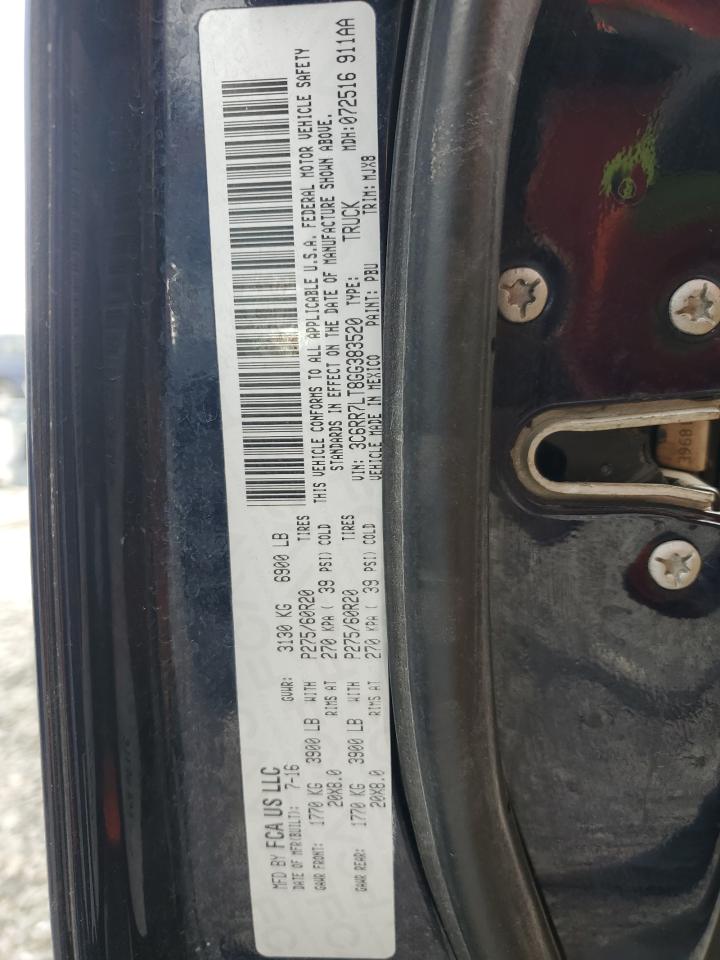 MFD BY FCA US LLC
DATE OF MFR(BUILT): 7-16 GVWR: 3130 KG 6900 LB
GAWR FRONT: 1770 KG 3900 LB WITH P275/60R20 TIRES
20X8.0 RIMS AT 270 KPA ( 39 PSI) COLD
GAWR REAR: 1770 KG 3900 LB WITH P275/60R20 TIRES
20X8.0 RIMS AT 270 KPA ( 39 PSI) COLD
THIS VEHICLE CONFORMS TO ALL APPLICABLE U.S.A. FEDERAL MOTOR VEHICLE SAFETY
STANDARDS IN EFFECT ON THE DATE OF MANUFACTURE SHOWN ABOVE.
VIN: 3C6RR7LT8GG383520 TYPE: TRUCK MDH:072516 911AA
VEHICLE MADE IN MEXICO PAINT: PBU TRIM: MJX8